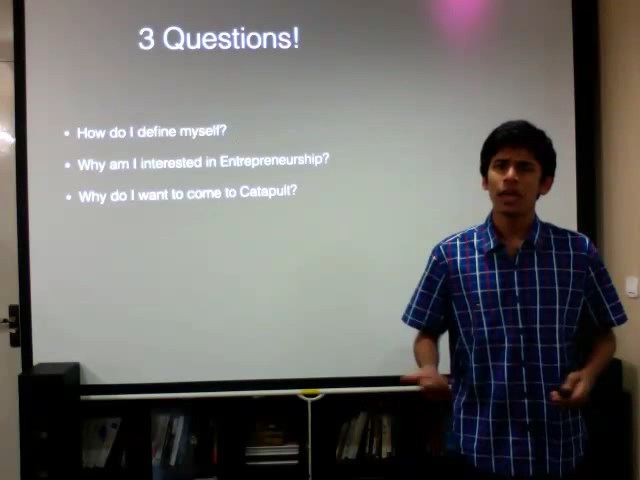 3 Questions!
• How do I define myself?
• Why am I interested in Entrepreneurship?
• Why do I want to come to Catapult?